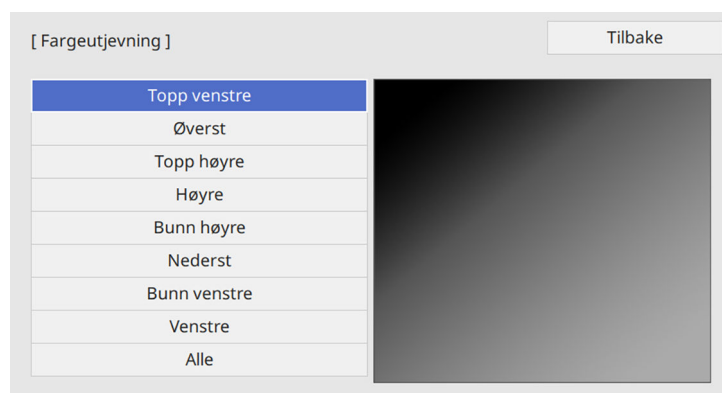 [ Fargeutjevning ]
Tilbake
Topp venstre
Øverst
Topp høyre
Høyre
Bunn høyre
Nederst
Bunn venstre
Venstre
Alle